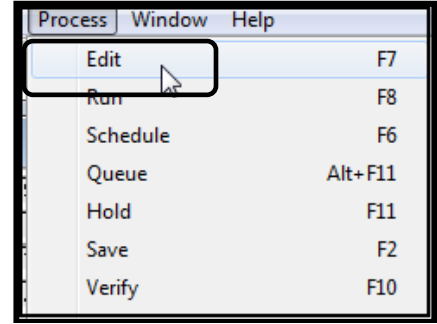 Process Window Help
Edit F7
Run F8
Schedule F6
Queue Alt+F11
Hold F11
Save F2
Verify F10